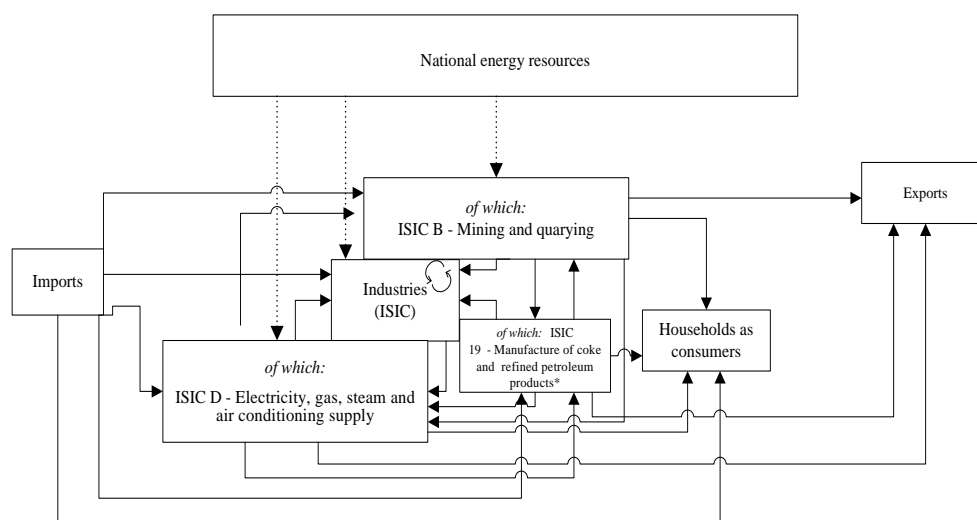 National energy resources
of which:
ISIC B - Mining and quarying
Exports
Imports
Industries
(ISIC)
of which: ISIC
19 - Manufacture of coke
and refined petroleum
products*
Households as
consumers
of which:
ISIC D - Electricity, gas, steam and
air conditioning supply